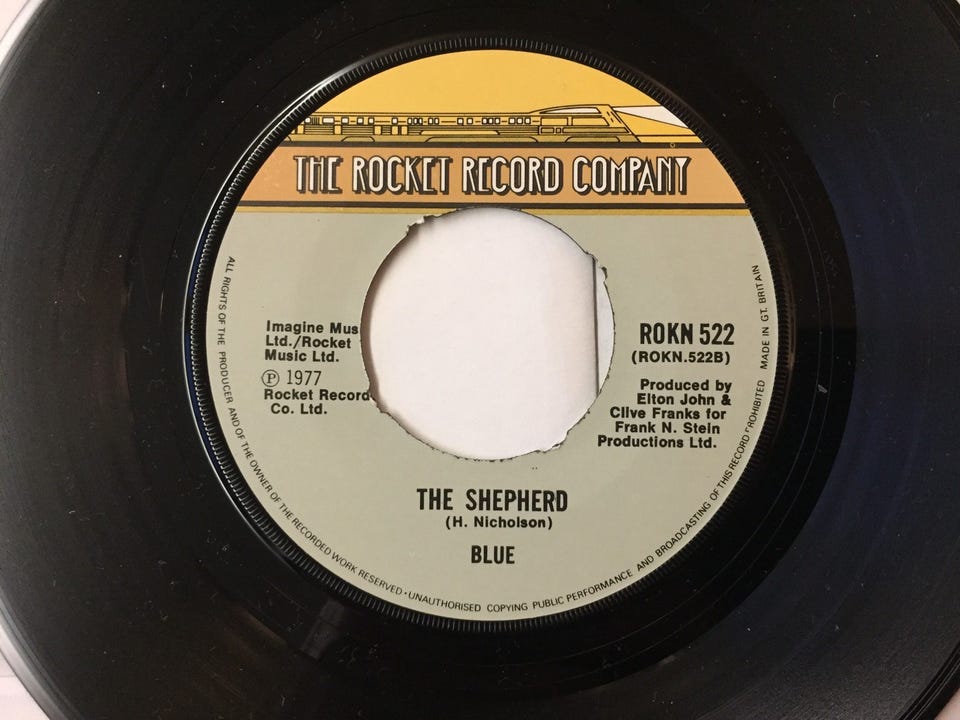 THE ROCKET RECORD COMPANY
Imagine Mus
Ltd./Rocket
Music Ltd.
Ⓟ 1977
Rocket Record
Co. Ltd.
ROKN 522
(ROKN.522B)
Produced by
Elton John &
Clive Franks for
Frank N. Stein
Productions Ltd.
THE SHEPHERD
(H. Nicholson)
BLUE
ALL RIGHTS OF THE PRODUCER AND OF THE OWNER OF THE RECORDED WORK RESERVED · UNAUTHORISED COPYING PUBLIC PERFORMANCE AND BROADCASTING OF THIS RECORD PROHIBITED MADE IN GT. BRITAIN